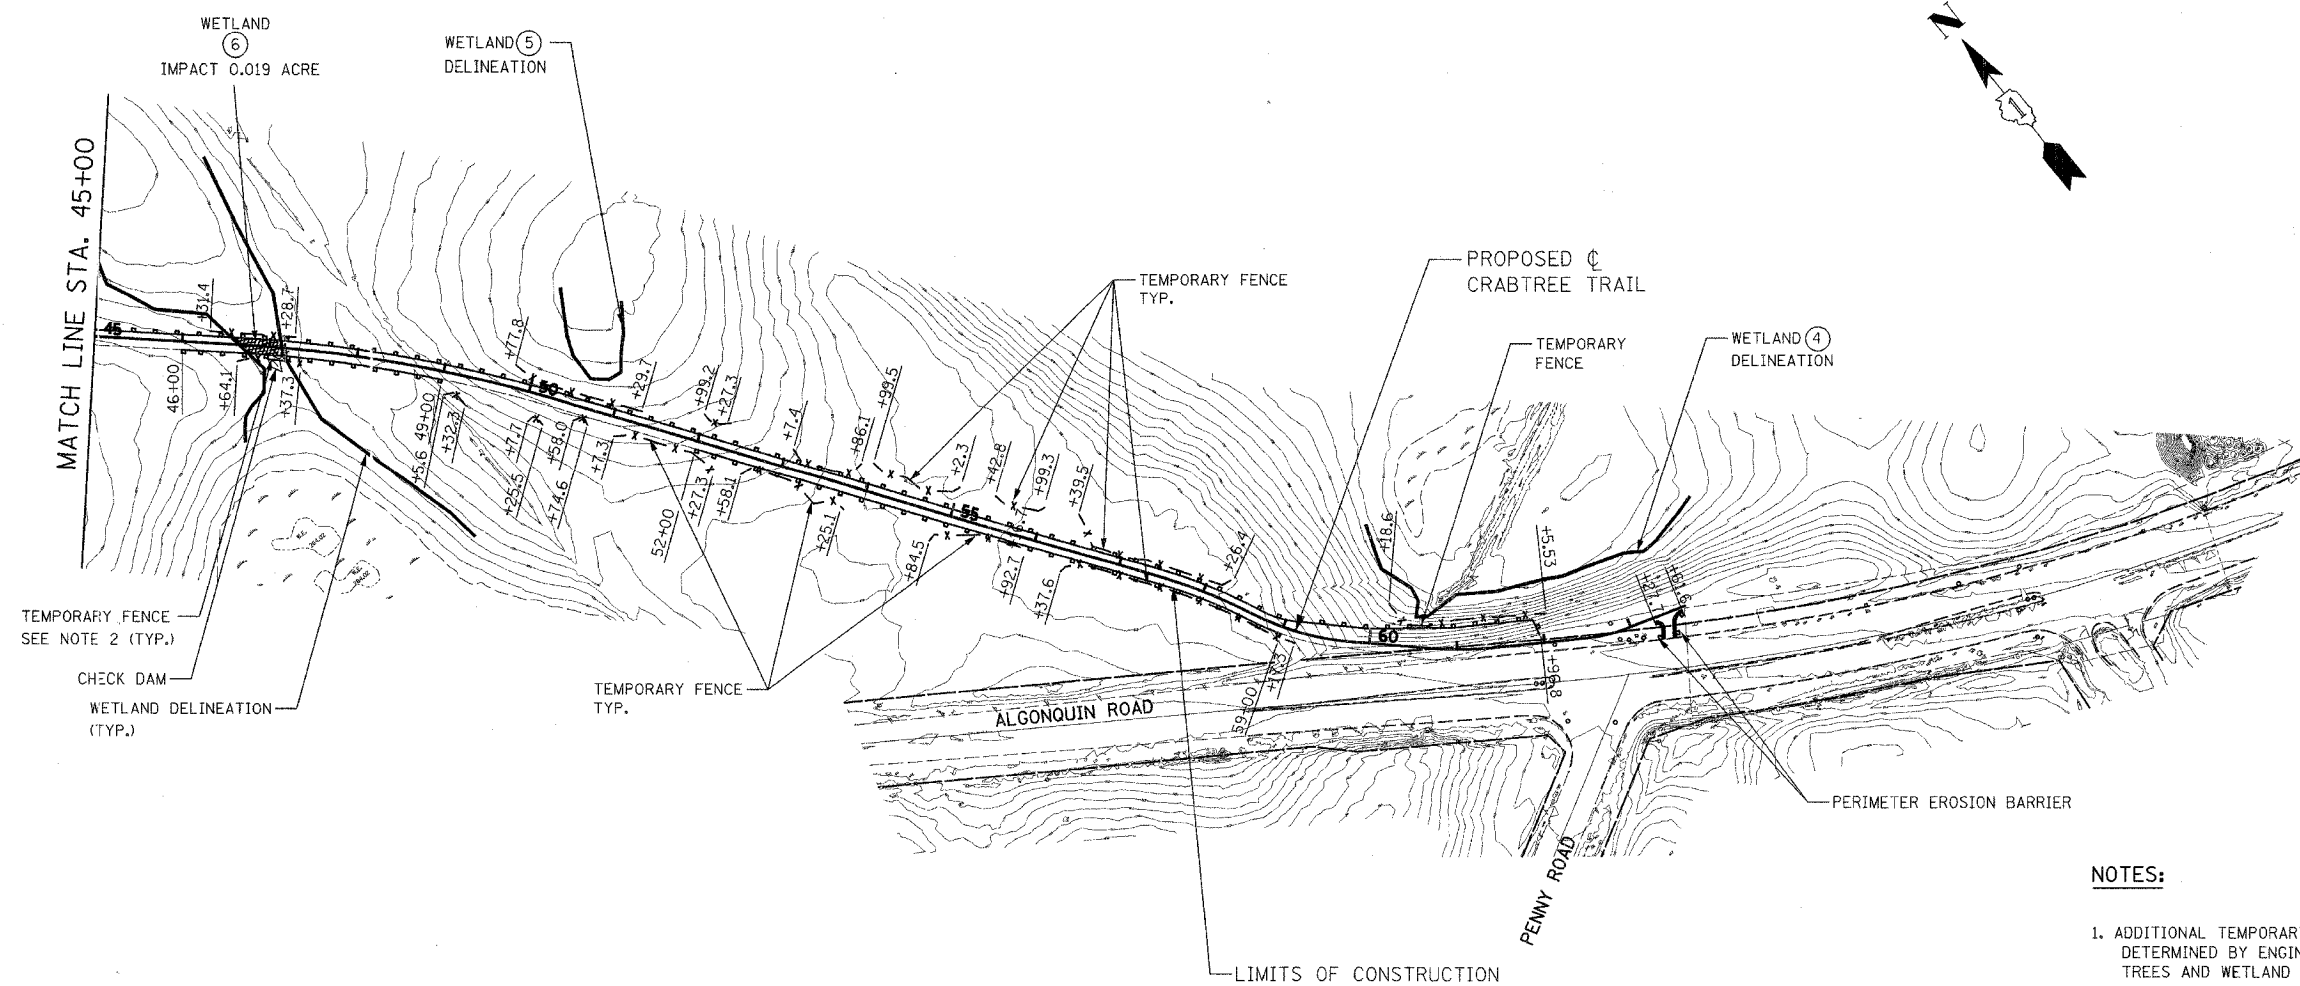 WETLAND
6
IMPACT 0.019 ACRE
WETLAND 5
DELINEATION
N
1
MATCH LINE STA. 45+00
45
+31.4
+28.7
46+00
+64.1
+37.3
+77.8
50
+29.7
+99.2
+27.3
+5.6
49+00
+32.3
+7.7
+25.5
+58.0
+74.6
+7.3
52+00
+27.3
+58.1
+7.4
+25.1
+86.1
+99.5
+2.3
+84.5
55
+42.8
+99.3
+39.5
+92.7
+37.6
+26.4
TEMPORARY FENCE
TYP.
PROPOSED ℄
CRABTREE TRAIL
TEMPORARY
FENCE
WETLAND 4
DELINEATION
+18.6
+5.53
60
59+00
+17.3
TEMPORARY FENCE
SEE NOTE 2 (TYP.)
CHECK DAM
WETLAND DELINEATION
(TYP.)
TEMPORARY FENCE
TYP.
ALGONQUIN ROAD
PENNY ROAD
PERIMETER EROSION BARRIER
LIMITS OF CONSTRUCTION
NOTES:
1. ADDITIONAL TEMPORAR
DETERMINED BY ENGIN
TREES AND WETLAND